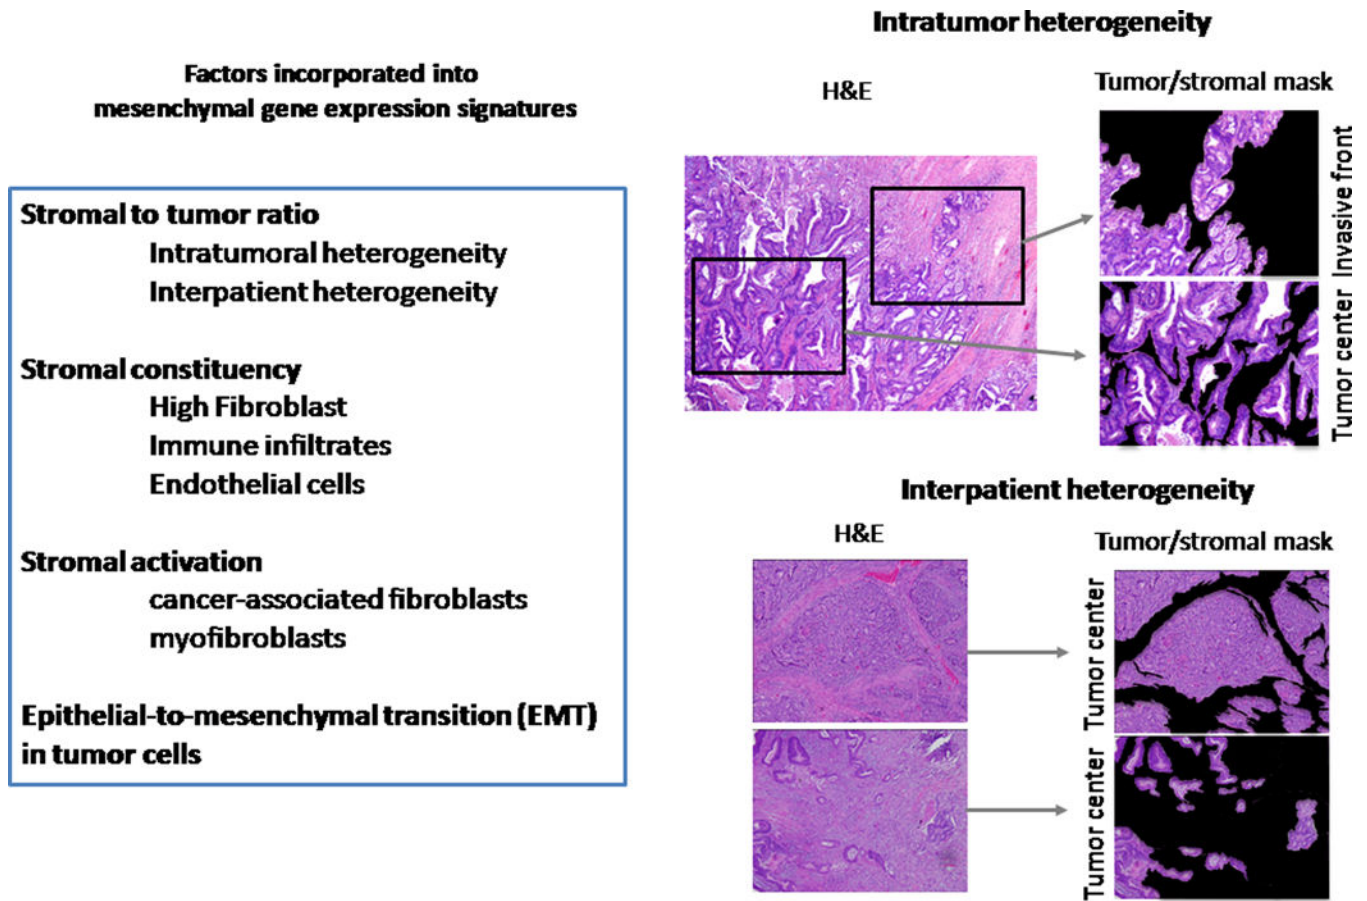 Factors incorporated into
mesenchymal gene expression signatures
Stromal to tumor ratio
Intratumoral heterogeneity
Interpatient heterogeneity
Stromal constituency
High Fibroblast
Immune infiltrates
Endothelial cells
Stromal activation
cancer-associated fibroblasts
myofibroblasts
Epithelial-to-mesenchymal transition (EMT)
in tumor cells
Intratumor heterogeneity
H&E
Tumor/stromal mask
Invasive front
Tumor center
Interpatient heterogeneity
H&E
Tumor/stromal mask
Tumor center
Tumor center